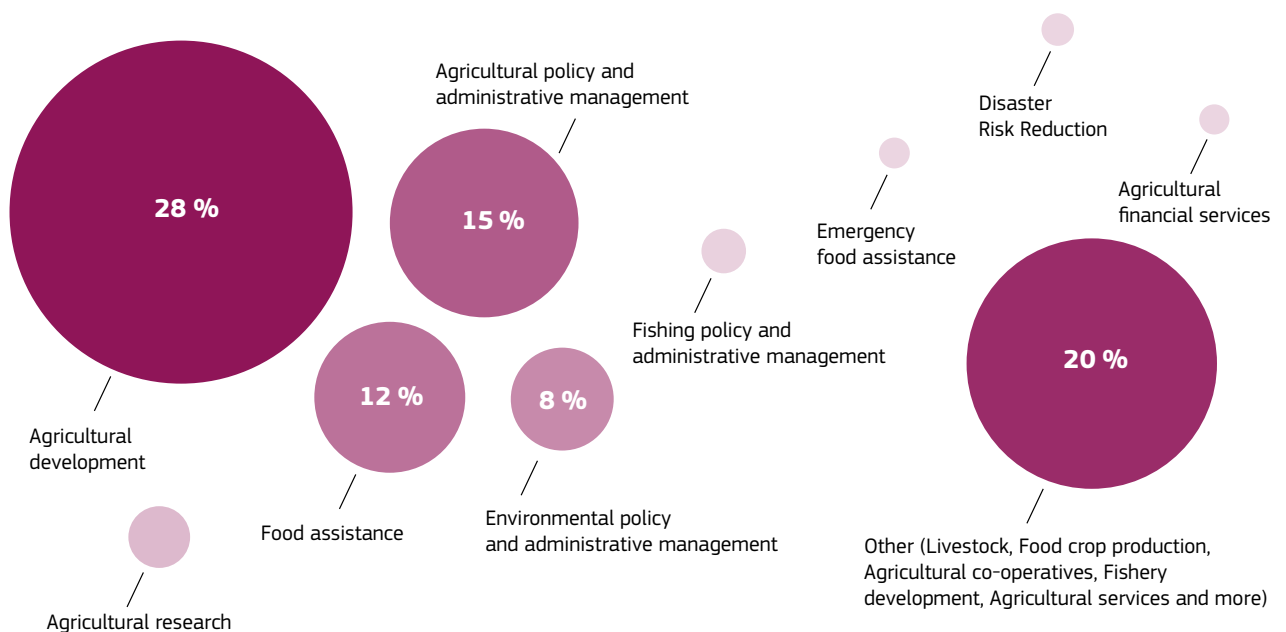 28 %
Agricultural
development
Agricultural policy and
administrative management
15 %
12 %
Food assistance
8 %
Environmental policy
and administrative management
Agricultural research
Fishing policy and
administrative management
Emergency
food assistance
Disaster
Risk Reduction
Agricultural
financial services
20 %
Other (Livestock, Food crop production,
Agricultural co-operatives, Fishery
development, Agricultural services and more)